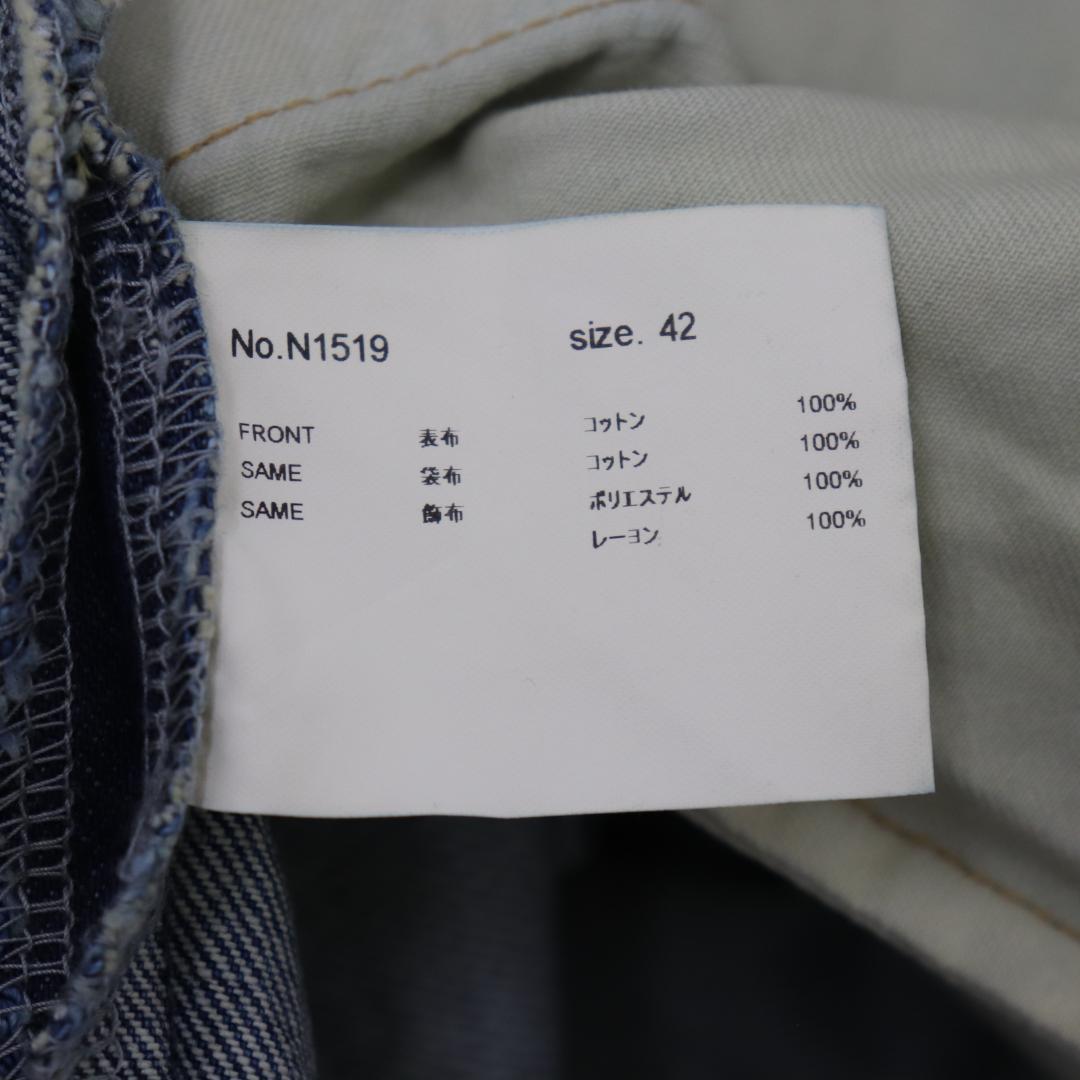 No.N1519 size. 42
FRONT 表布 コットン 100%
SAME 袋布 コットン 100%
SAME 飾布 ポリエステル 100%
レーヨン 100%